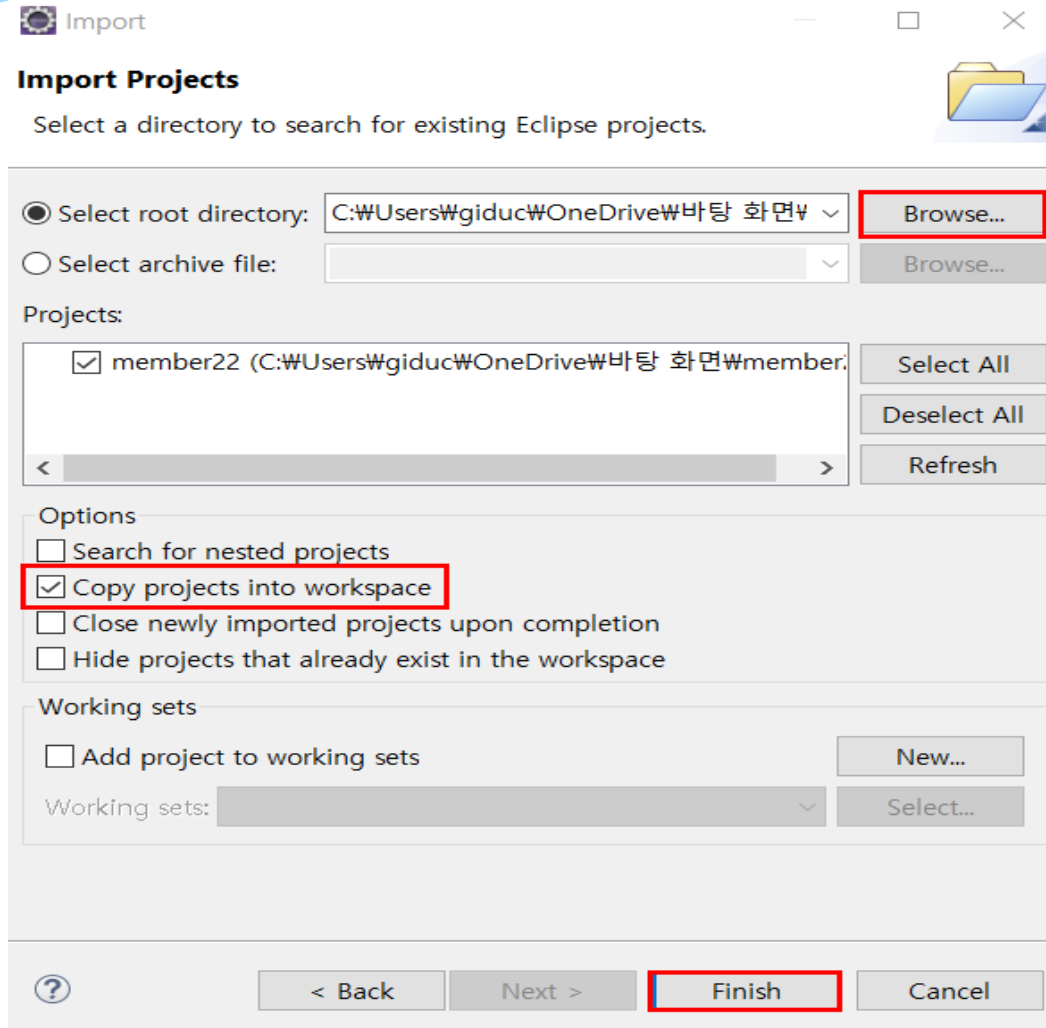 Import
Import Projects
Select a directory to search for existing Eclipse projects.
Select root directory: C:₩Users₩giduc₩OneDrive₩바탕 화면₩ Browse...
Select archive file: Browse...
Projects:
member22 (C:₩Users₩giduc₩OneDrive₩바탕 화면₩member Select All
Deselect All
Refresh
Options
Search for nested projects
Copy projects into workspace
Close newly imported projects upon completion
Hide projects that already exist in the workspace
Working sets
Add project to working sets New...
Working sets: Select...
? < Back Next > Finish Cancel